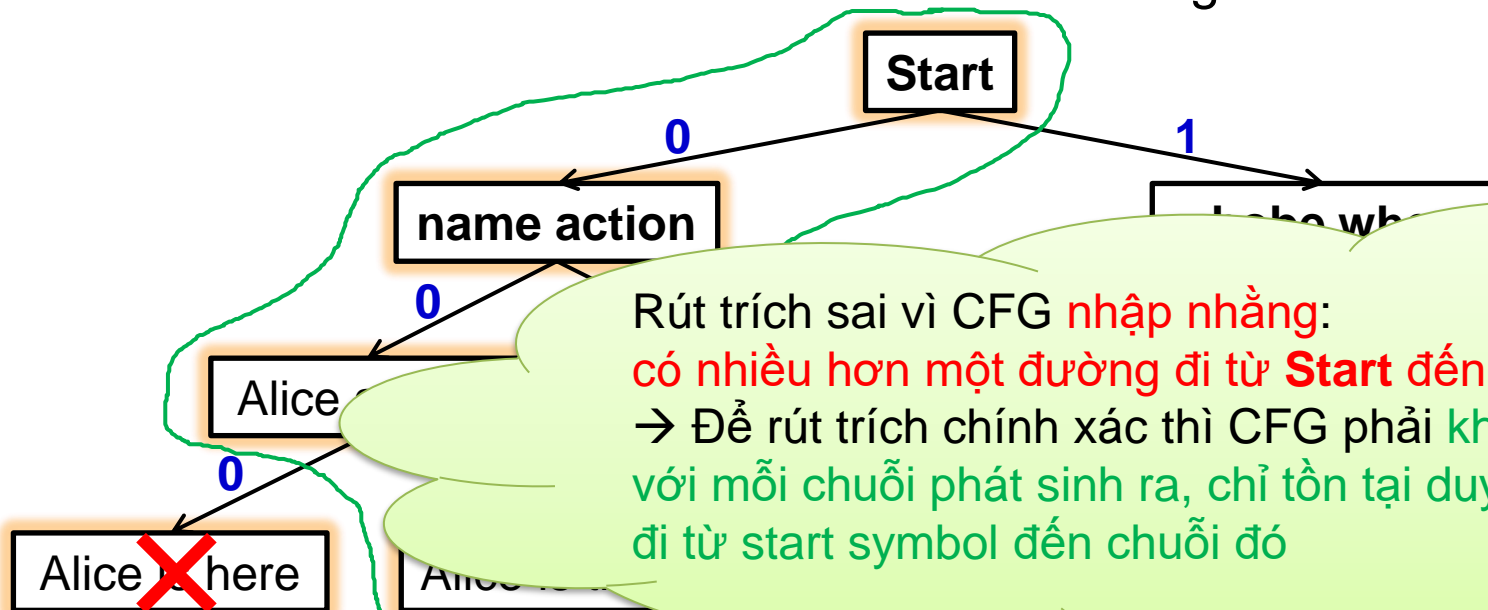 Start
0 1
name action
0
Rút trích sai vì CFG nhập nhằng:
có nhiều hơn một đường đi từ Start đến
Alice
→ Để rút trích chính xác thì CFG phải
với mỗi chuỗi phát sinh ra, chỉ tồn tại
0
đi từ start symbol đến chuỗi đó
Alice here
Alice is